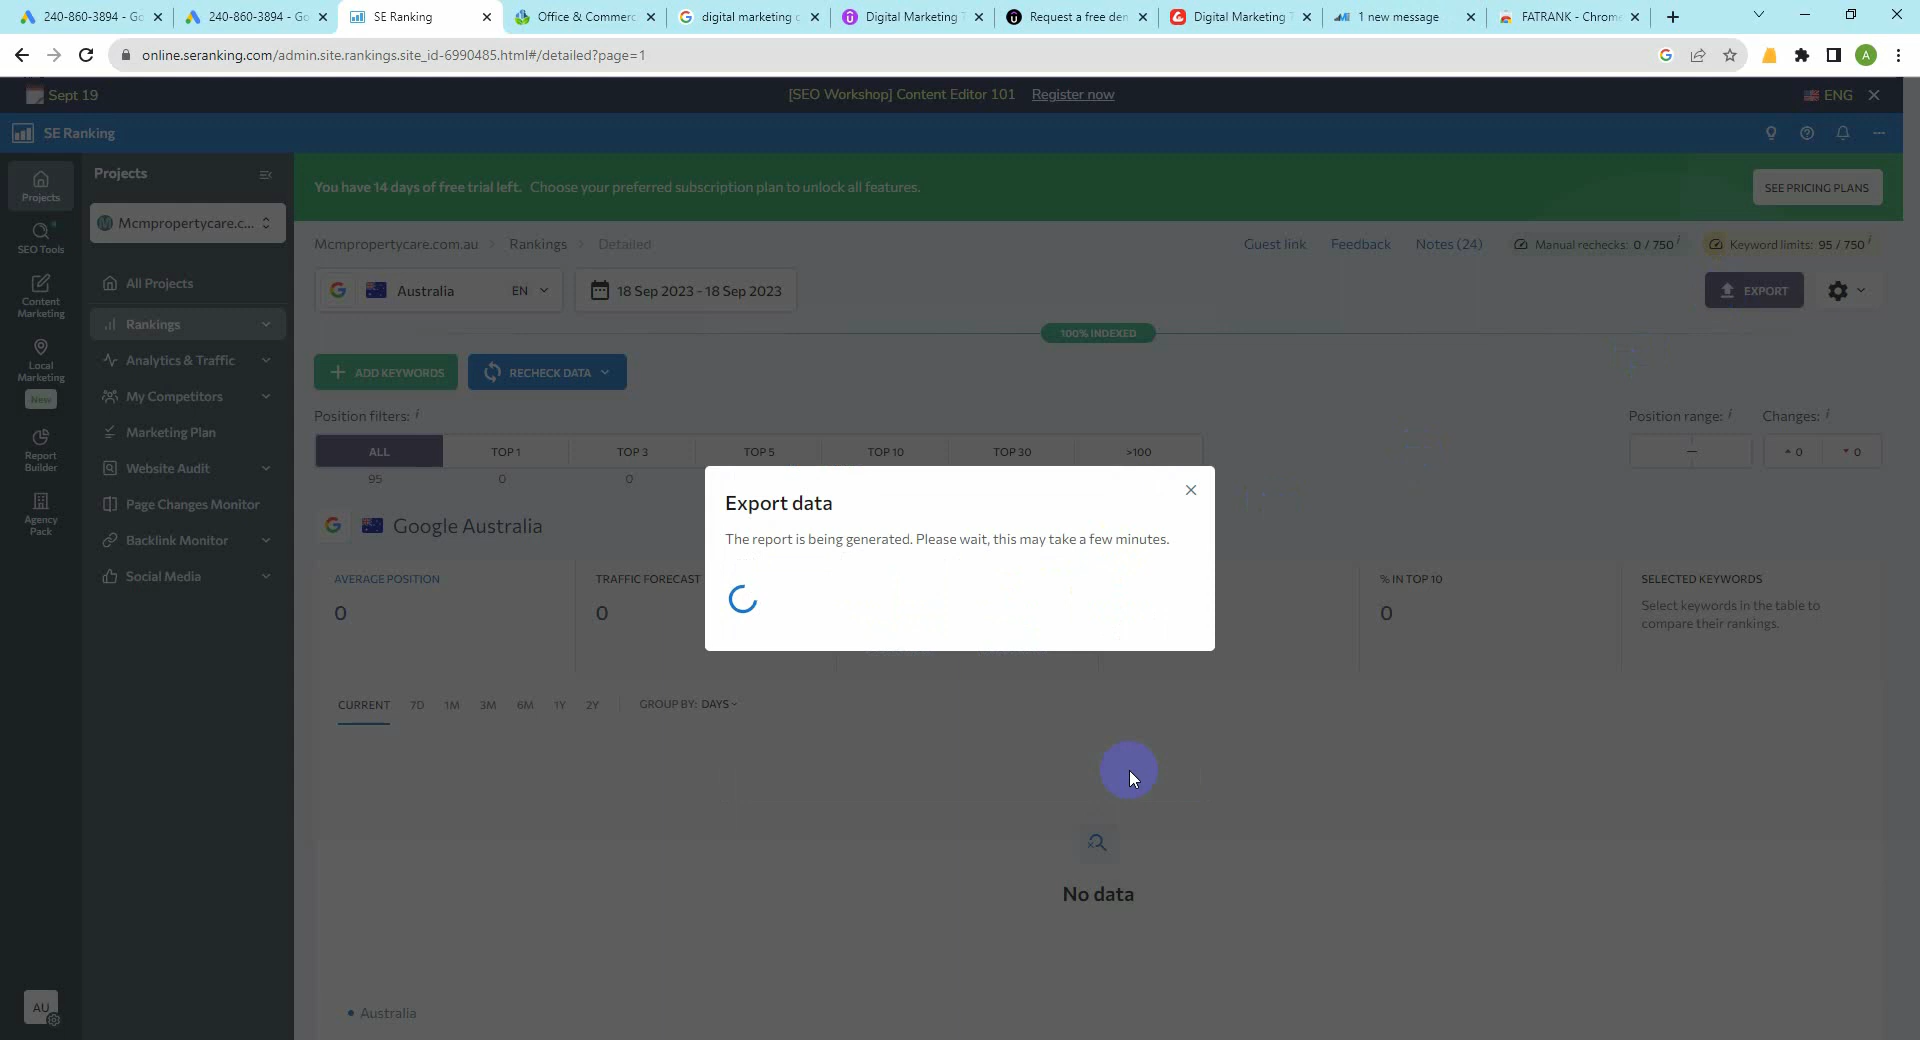 240-860-3894 - Go
240-860-3894 - Go
SE Ranking
Office & Commerc
digital marketing c
Digital Marketing T
Request a free dem
Digital Marketing T
1 new message
FATRANK - Chrome
online.seranking.com/admin.site.rankings.site_id-6990485.html#/detailed?page=1
A
Sept 19
[SEO Workshop] Content Editor 101 Register now
ENG
SE Ranking
Projects
SEO Tools
Content Marketing
Local Marketing
New
Report Builder
Agency Pack
AU
Projects
Mcmpropertycare.c...
All Projects
Rankings
Analytics & Traffic
My Competitors
Marketing Plan
Website Audit
Page Changes Monitor
Backlink Monitor
Social Media
You have 14 days of free trial left. Choose your preferred subscription plan to unlock all features.
SEE PRICING PLANS
Mcmpropertycare.com.au > Rankings > Detailed
Guest link Feedback Notes (24) Manual rechecks: 0 / 750 i Keyword limits: 95 / 750 i
Australia EN
18 Sep 2023 - 18 Sep 2023
EXPORT
100% INDEXED
ADD KEYWORDS
RECHECK DATA
Position filters: i
Position range: i Changes: i
ALL TOP 1 TOP 3 TOP 5 TOP 10 TOP 30 >100
— 0 0
95 0 0
Google Australia
Export data
The report is being generated. Please wait, this may take a few minutes.
AVERAGE POSITION
0
TRAFFIC FORECAST
0
% IN TOP 10
0
SELECTED KEYWORDS
Select keywords in the table to
compare their rankings.
CURRENT 7D 1M 3M 6M 1Y 2Y GROUP BY: DAYS
No data
Australia